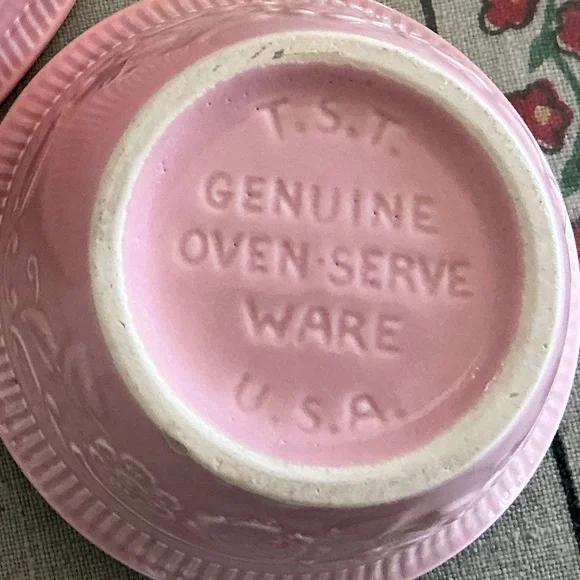 T.S.T.
GENUINE
OVEN-SERVE
WARE
U.S.A.